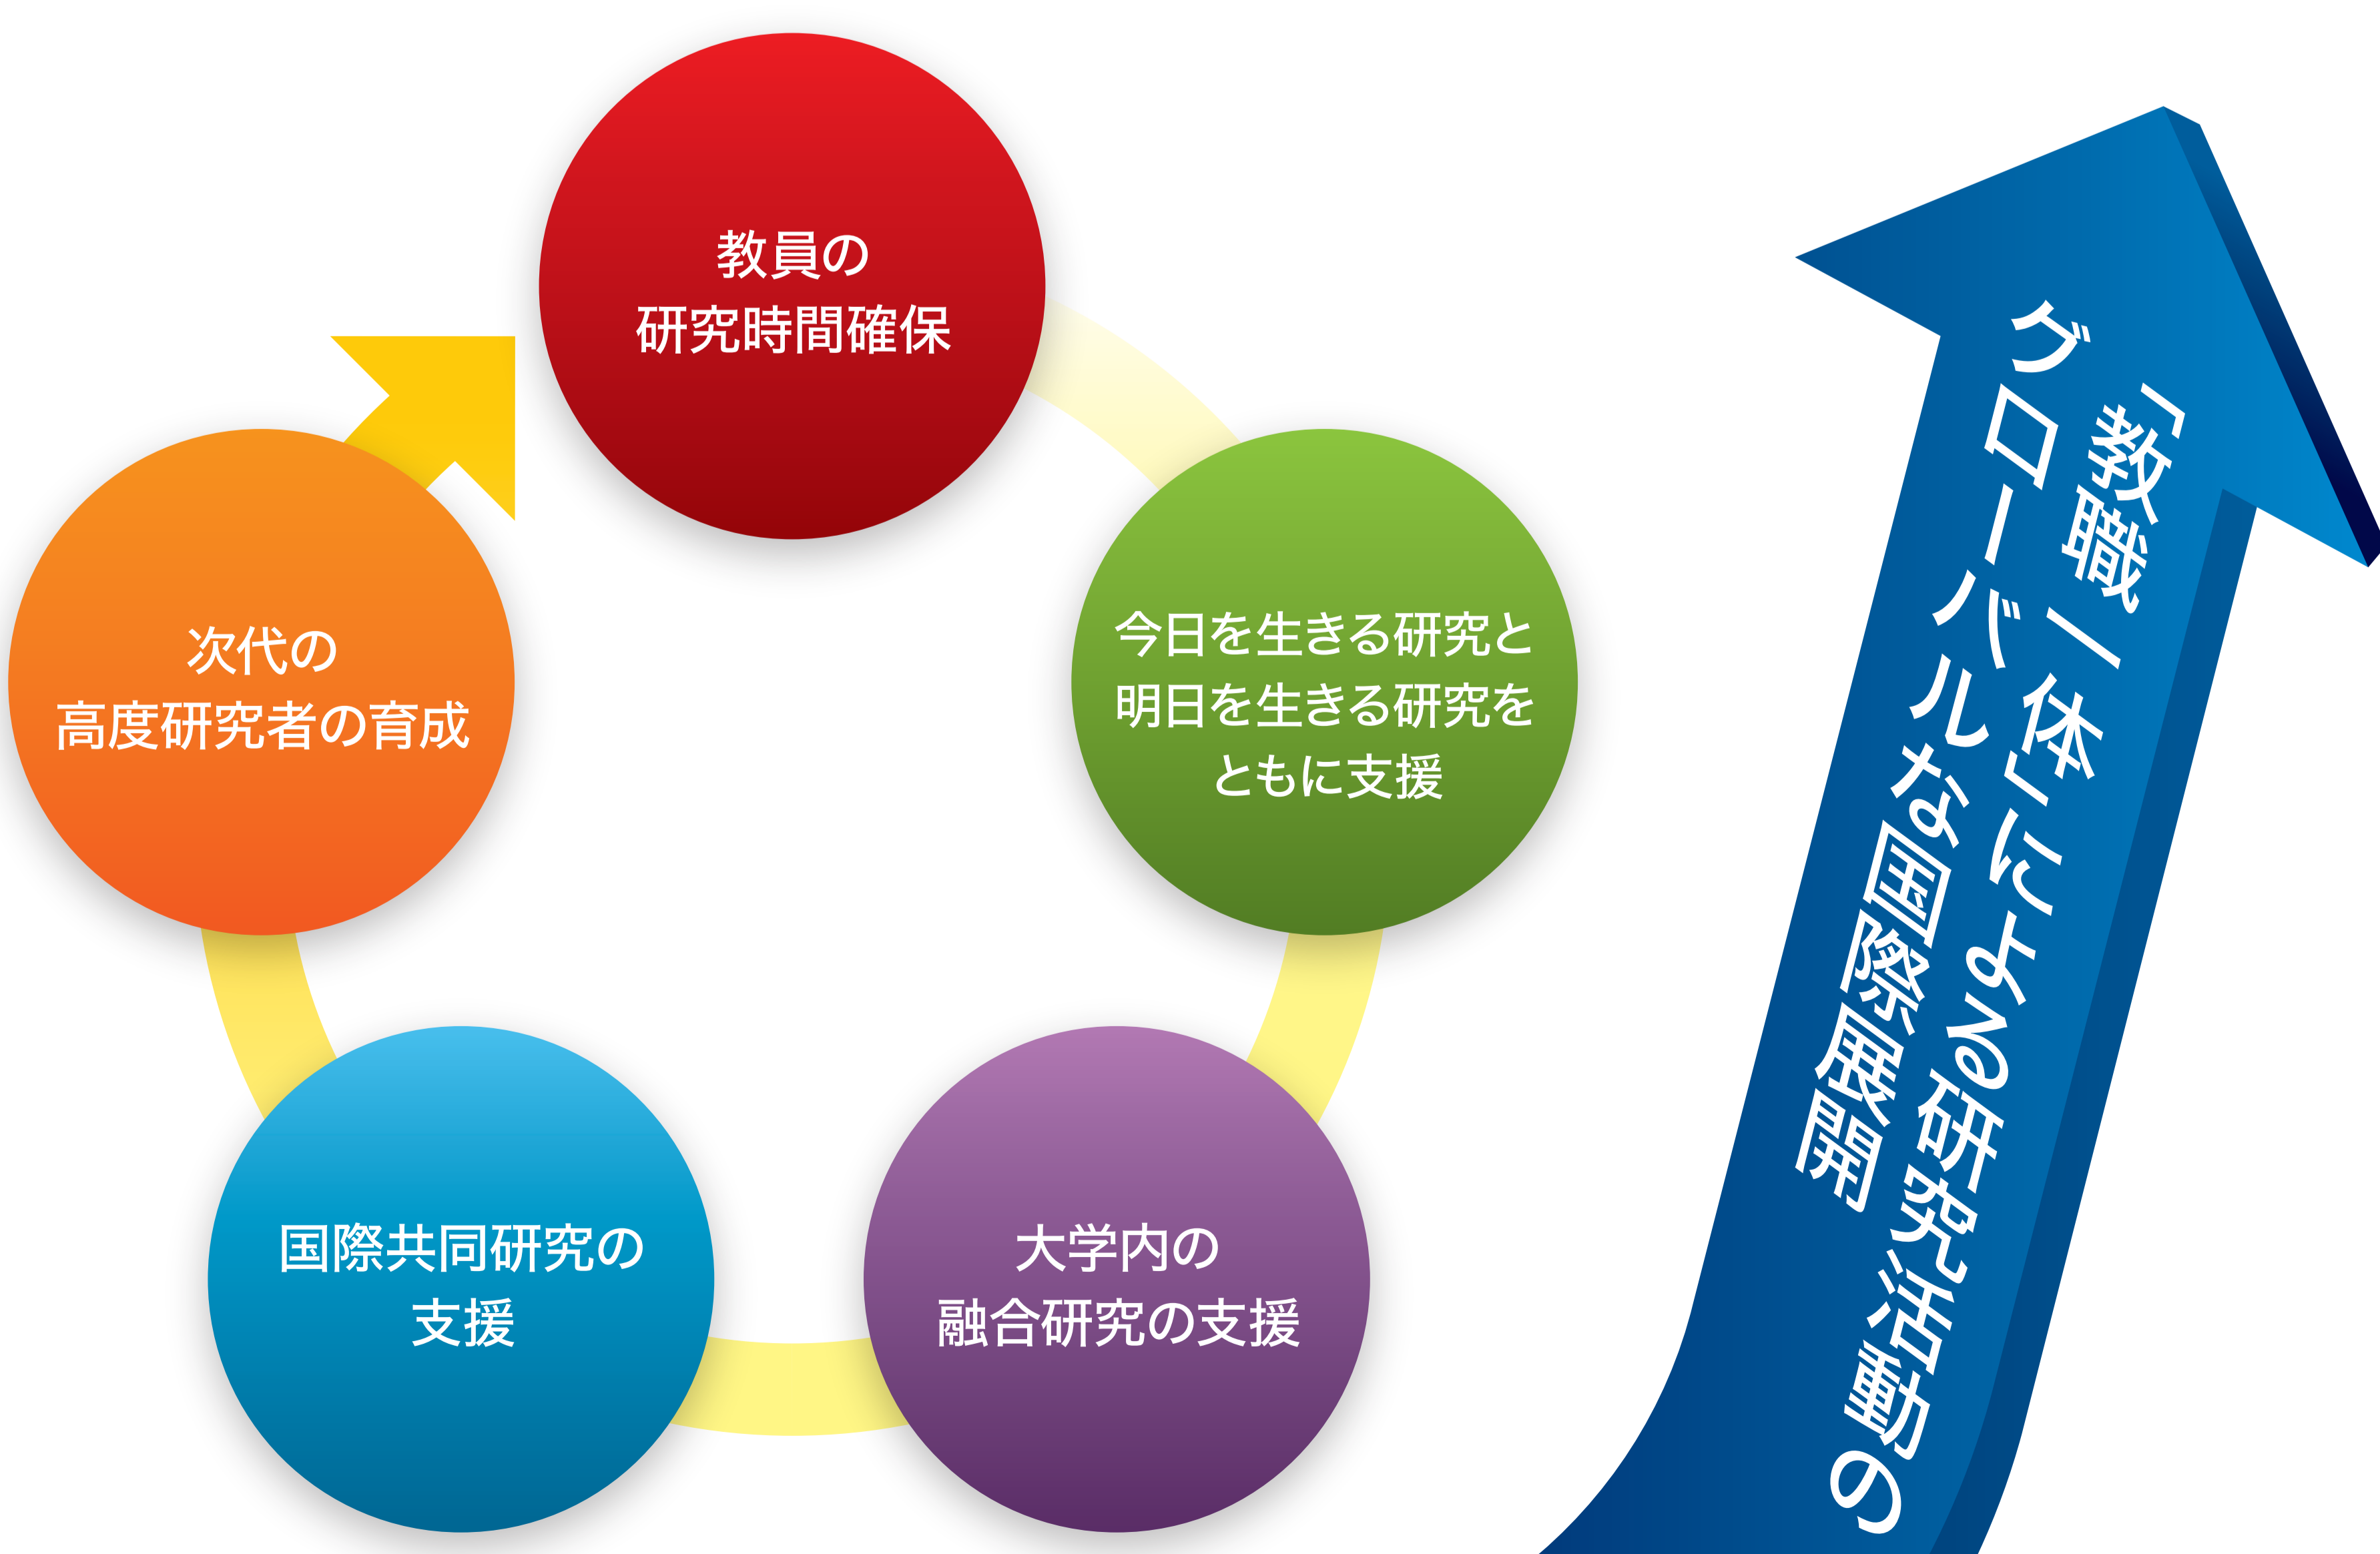 教員の
研究時間確保
今日を生きる研究と
明日を生きる研究を
ともに支援
大学内の
融合研究の支援
国際共同研究の
支援
次代の
高度研究者の育成
「教職一体」による研究活動の
グローバルな国際展開